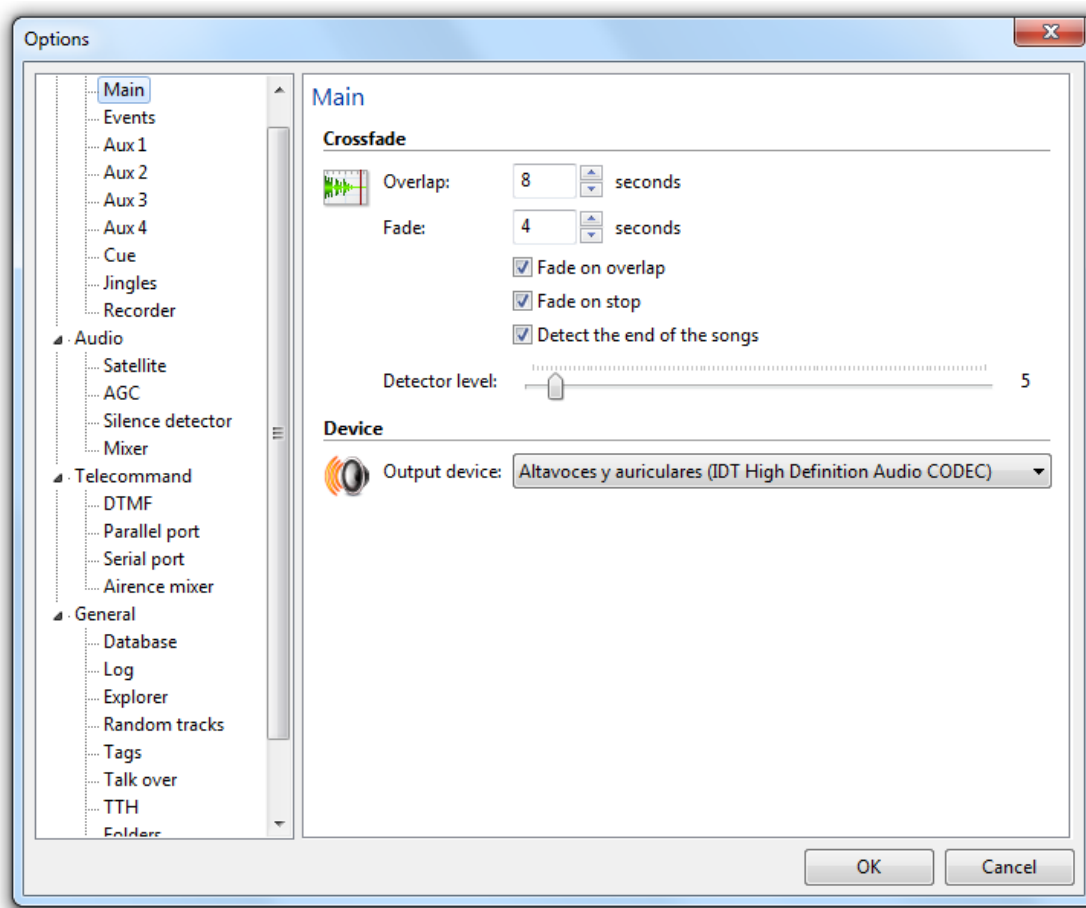 Options
Main
Events
Aux 1
Aux 2
Aux 3
Aux 4
Cue
Jingles
Recorder
Audio
Satellite
AGC
Silence detector
Mixer
Telecommand
DTMF
Parallel port
Serial port
Airence mixer
General
Database
Log
Explorer
Random tracks
Tags
Talk over
TTH
Folders
Main
Crossfade
Overlap: 8 seconds
Fade: 4 seconds
Fade on overlap
Fade on stop
Detect the end of the songs
Detector level: 5
Device
Output device: Altavoces y auriculares (IDT High Definition Audio CODEC)
OK Cancel